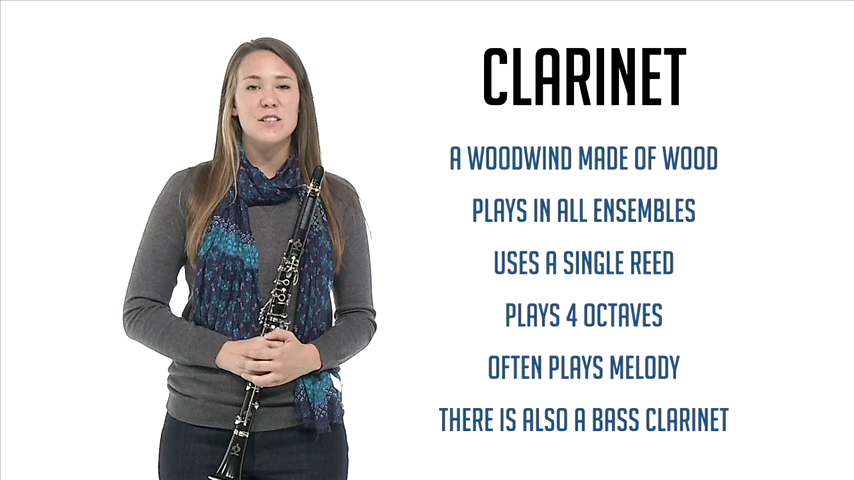 CLARINET
A WOODWIND MADE OF WOOD
PLAYS IN ALL ENSEMBLES
USES A SINGLE REED
PLAYS 4 OCTAVES
OFTEN PLAYS MELODY
THERE IS ALSO A BASS CLARINET